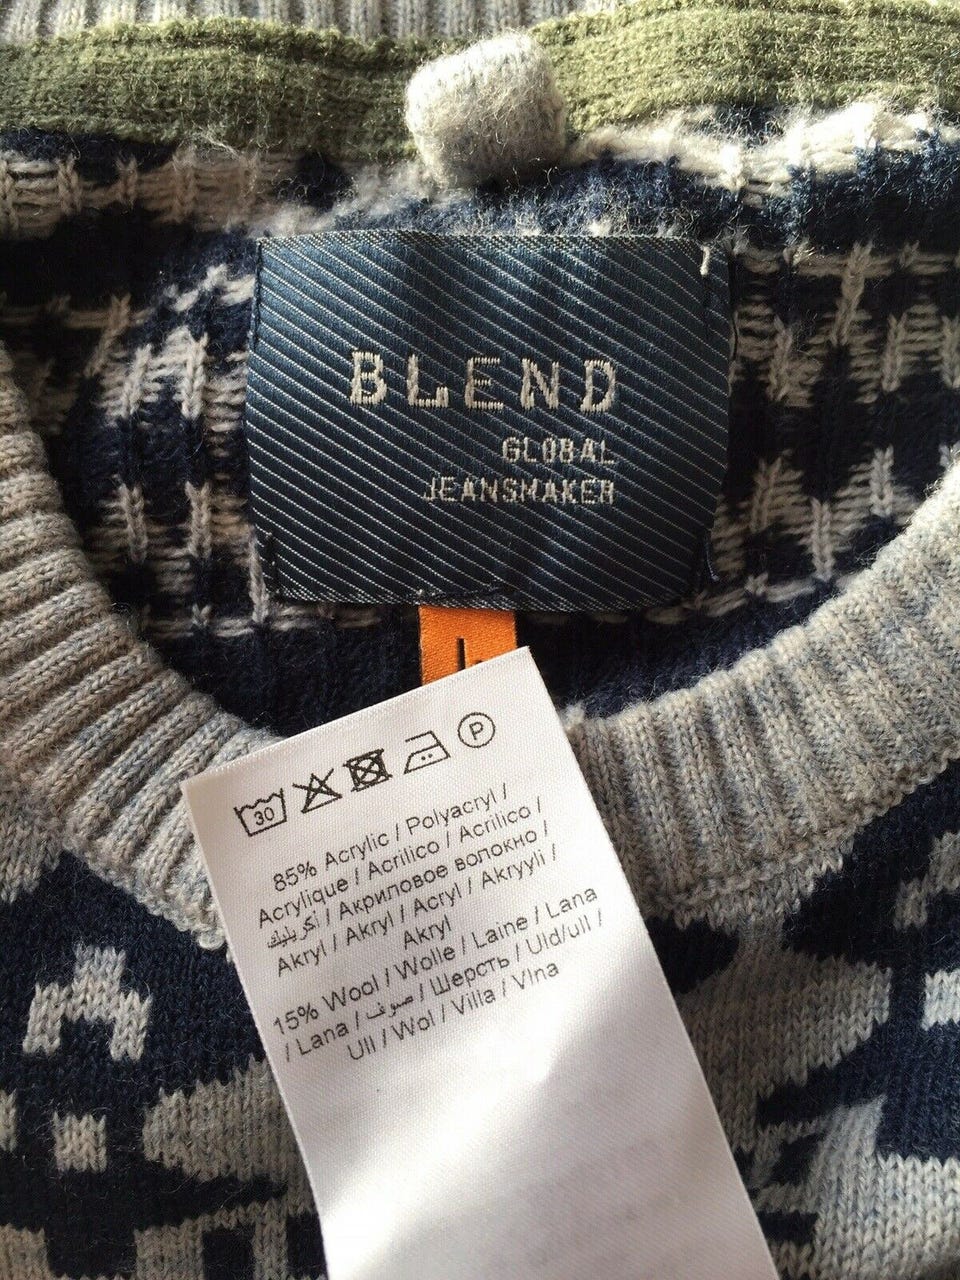 BLEND
GLOBAL
JEANSMAKER
L
30 P
85% Acrylic / Polyacryl /
Acrylique / Acrilico / Acrilico /
أكريليك / Акриловое волокно /
Akryl / Akryl / Acryl / Akryyli /
Akryl
15% Wool / Wolle / Laine / Lana
/ Lana / صوف / Шерсть / Uld/ull /
Ull / Wol / Villa / Vlna